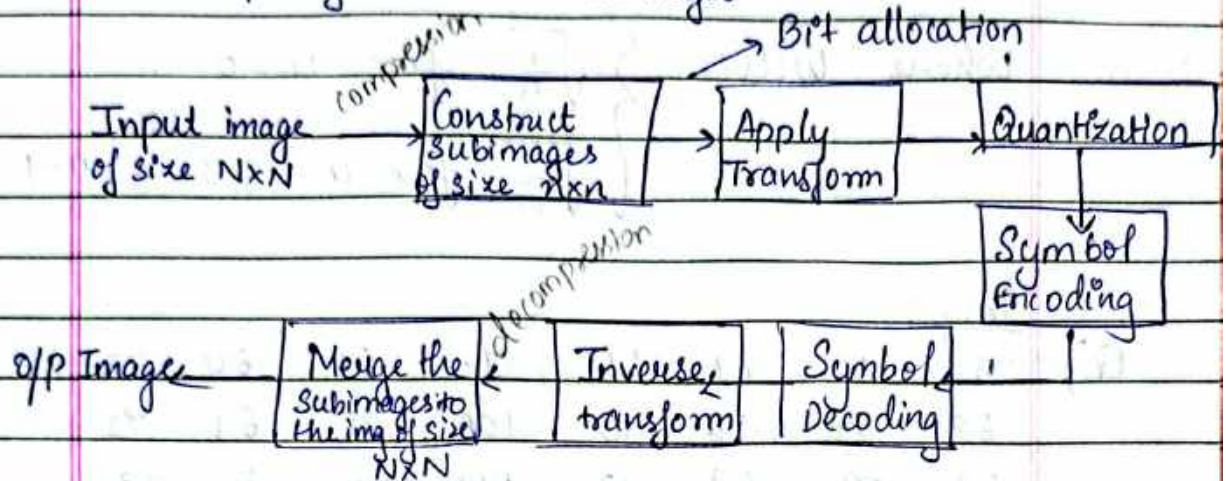 compression
Bit allocation
Input image
of size NxN
Construct
subimages
of size nxn
Apply
Transform
Quantization
Symbol
Encoding
decompression
O/P Image
Merge the
Subimages to
the img of size
NxN
Inverse
transform
Symbol
Decoding